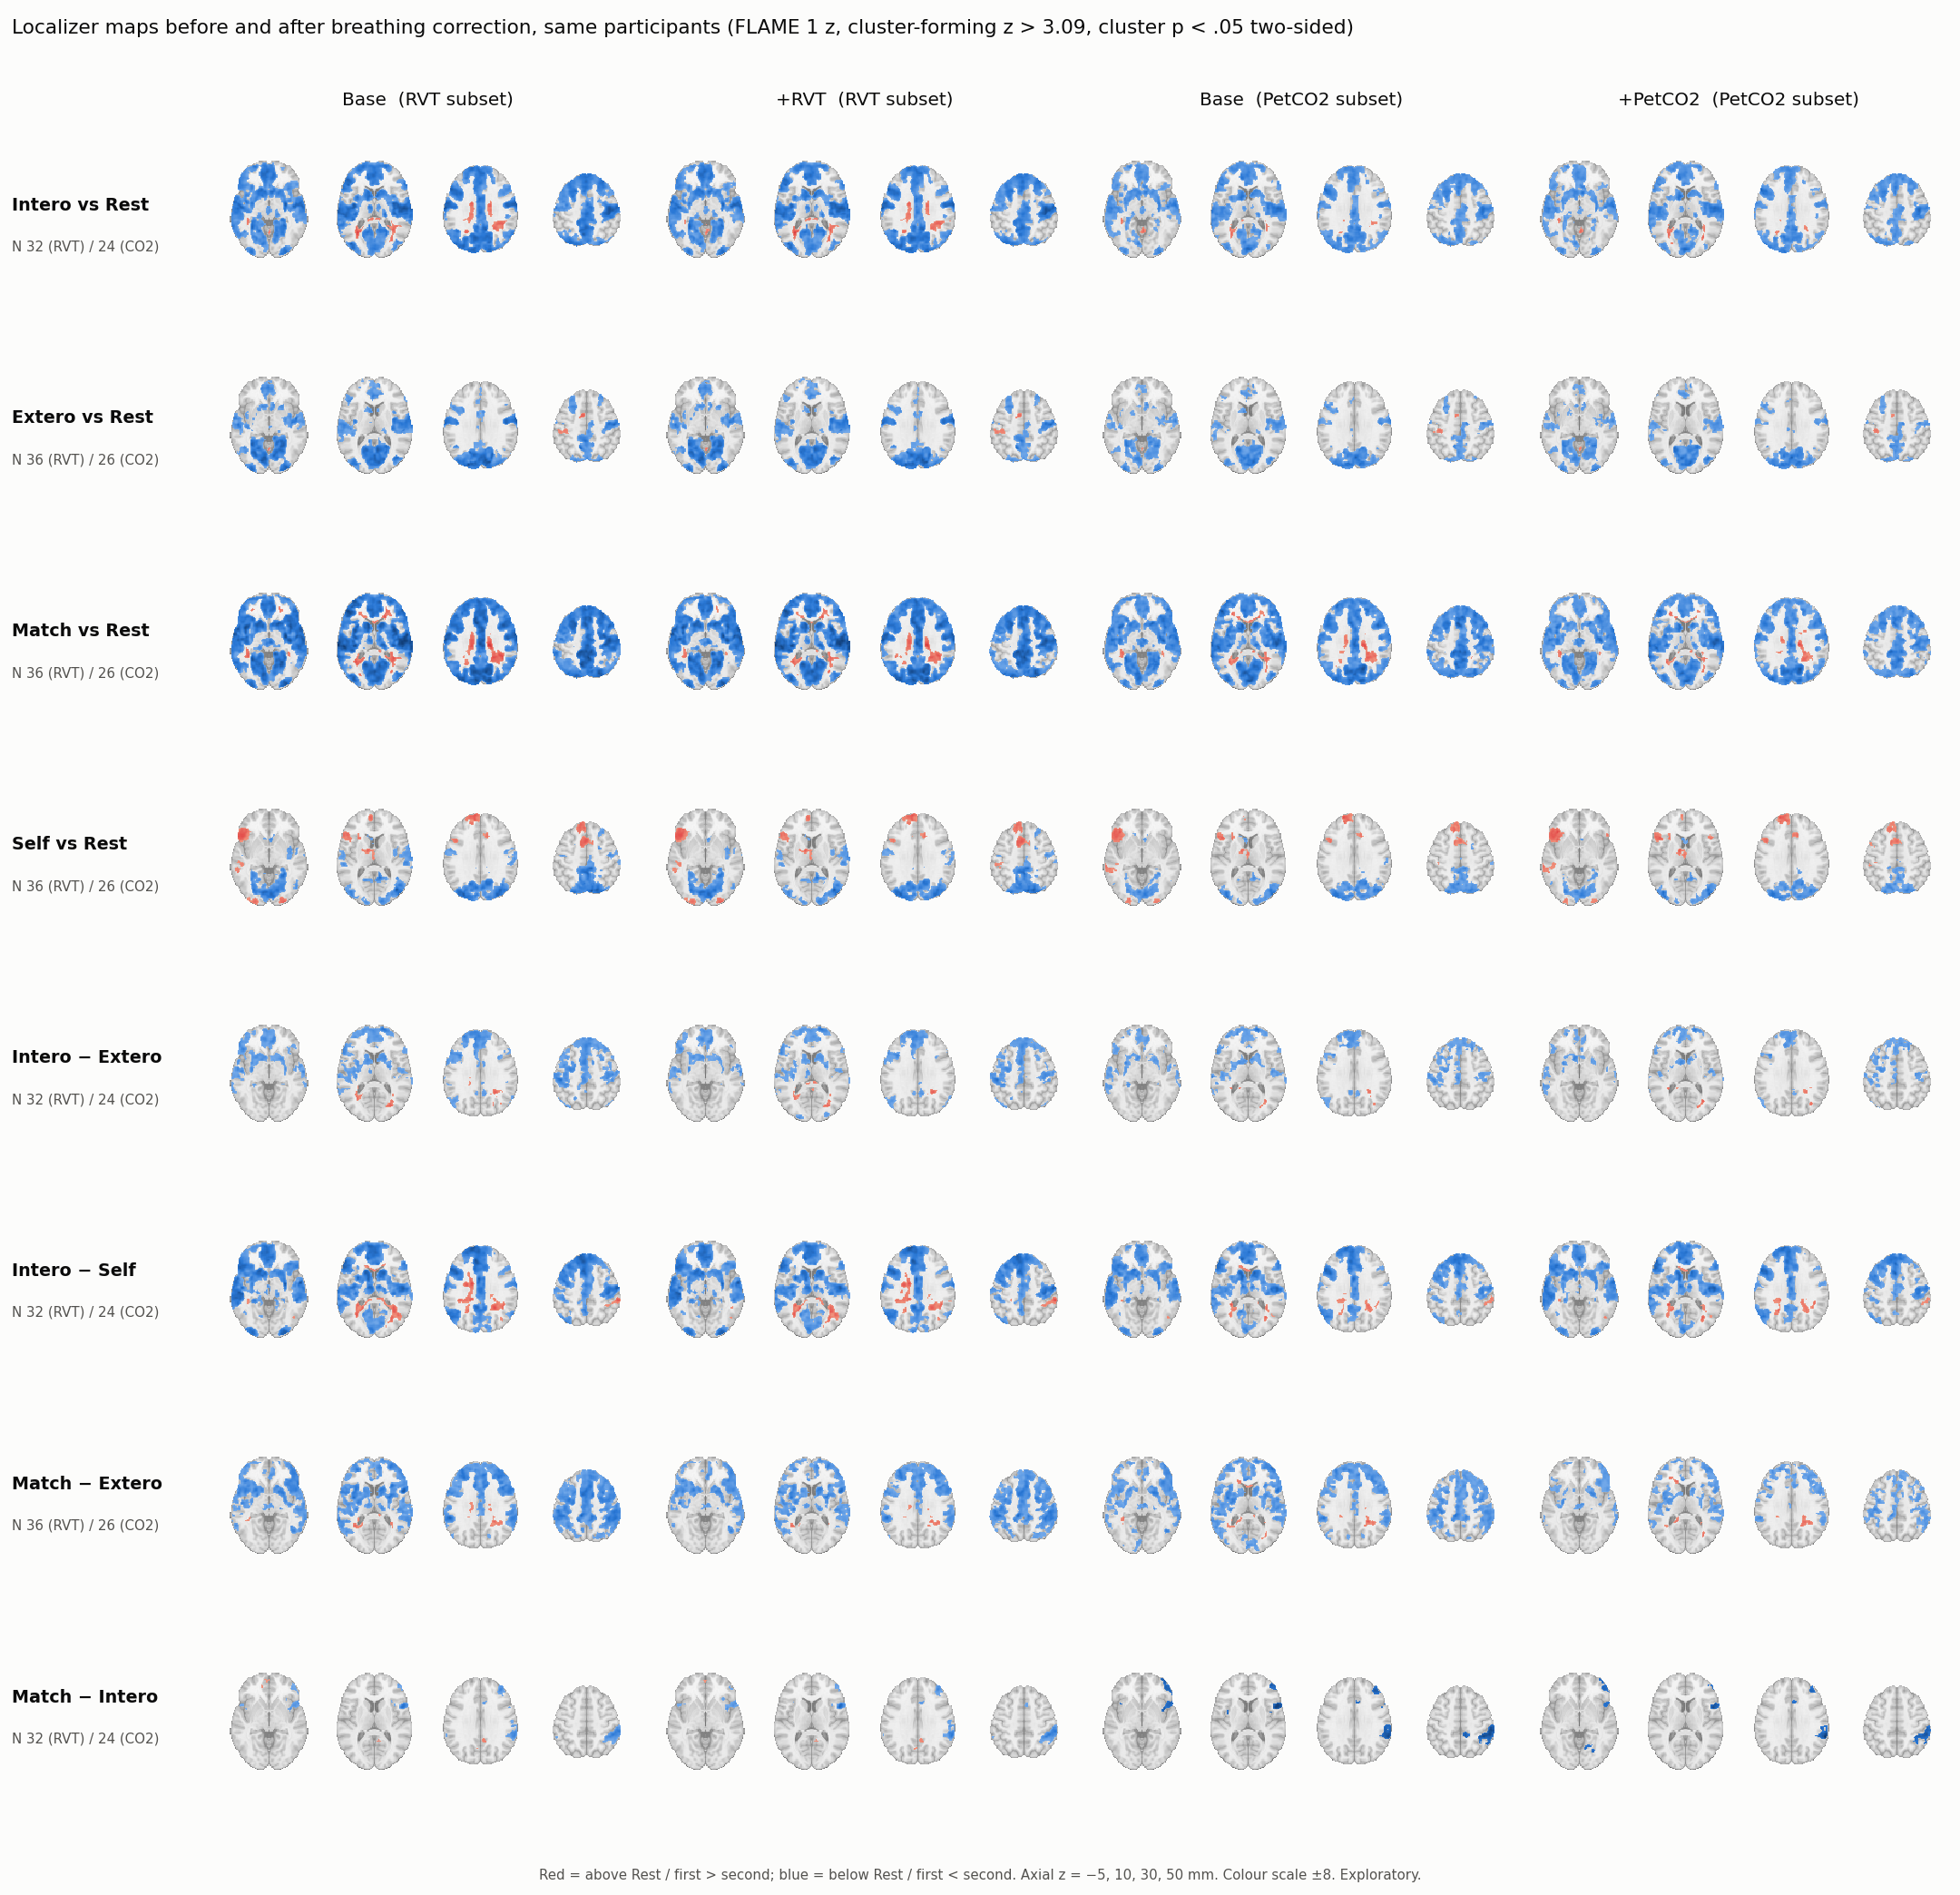 Localizer maps before and after breathing correction, same participants (FLAME 1 z, cluster-forming z > 3.09, cluster p < .05 two-sided)
Base (RVT subset)
+RVT (RVT subset)
Base (PetCO2 subset)
+PetCO2 (PetCO2 subset)
Intero vs Rest
N 32 (RVT) / 24 (CO2)
Extero vs Rest
N 36 (RVT) / 26 (CO2)
Match vs Rest
N 36 (RVT) / 26 (CO2)
Self vs Rest
N 36 (RVT) / 26 (CO2)
Intero − Extero
N 32 (RVT) / 24 (CO2)
Intero − Self
N 32 (RVT) / 24 (CO2)
Match − Extero
N 36 (RVT) / 26 (CO2)
Match − Intero
N 32 (RVT) / 24 (CO2)
Red = above Rest / first > second; blue = below Rest / first < second. Axial z = −5, 10, 30, 50 mm. Colour scale ±8. Exploratory.